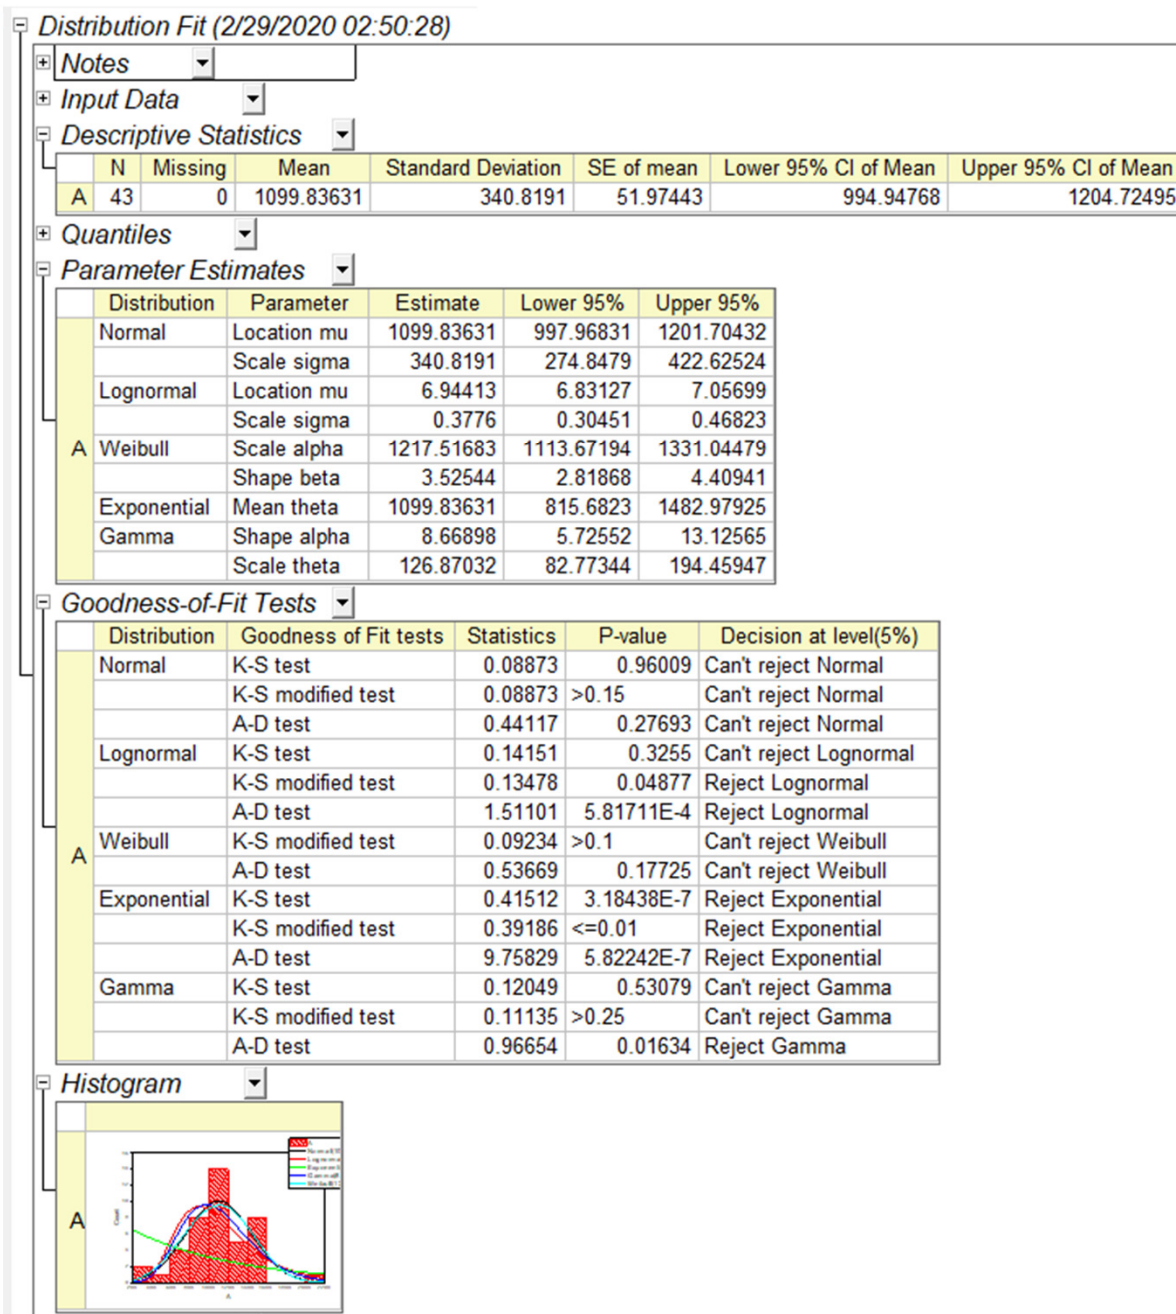 Distribution Fit (2/29/2020 02:50:28)
Notes
Input Data
Descriptive Statistics
N Missing Mean Standard Deviation SE of mean Lower 95% CI of Mean Upper 95% CI of Mean
A 43 0 1099.83631 340.8191 51.97443 994.94768 1204.72495
Quantiles
Parameter Estimates
Distribution Parameter Estimate Lower 95% Upper 95%
Normal Location mu 1099.83631 997.96831 1201.70432
Scale sigma 340.8191 274.8479 422.62524
Lognormal Location mu 6.94413 6.83127 7.05699
Scale sigma 0.3776 0.30451 0.46823
A Weibull Scale alpha 1217.51683 1113.67194 1331.04479
Shape beta 3.52544 2.81868 4.40941
Exponential Mean theta 1099.83631 815.6823 1482.97925
Gamma Shape alpha 8.66898 5.72552 13.12565
Scale theta 126.87032 82.77344 194.45947
Goodness-of-Fit Tests
Distribution Goodness of Fit tests Statistics P-value Decision at level(5%)
Normal K-S test 0.08873 0.96009 Can't reject Normal
K-S modified test 0.08873 >0.15 Can't reject Normal
A-D test 0.44117 0.27693 Can't reject Normal
Lognormal K-S test 0.14151 0.3255 Can't reject Lognormal
K-S modified test 0.13478 0.04877 Reject Lognormal
A-D test 1.51101 5.81711E-4 Reject Lognormal
A Weibull K-S modified test 0.09234 >0.1 Can't reject Weibull
A-D test 0.53669 0.17725 Can't reject Weibull
Exponential K-S test 0.41512 3.18438E-7 Reject Exponential
K-S modified test 0.39186 <=0.01 Reject Exponential
A-D test 9.75829 5.82242E-7 Reject Exponential
Gamma K-S test 0.12049 0.53079 Can't reject Gamma
K-S modified test 0.11135 >0.25 Can't reject Gamma
A-D test 0.96654 0.01634 Reject Gamma
Histogram
A
Count
A